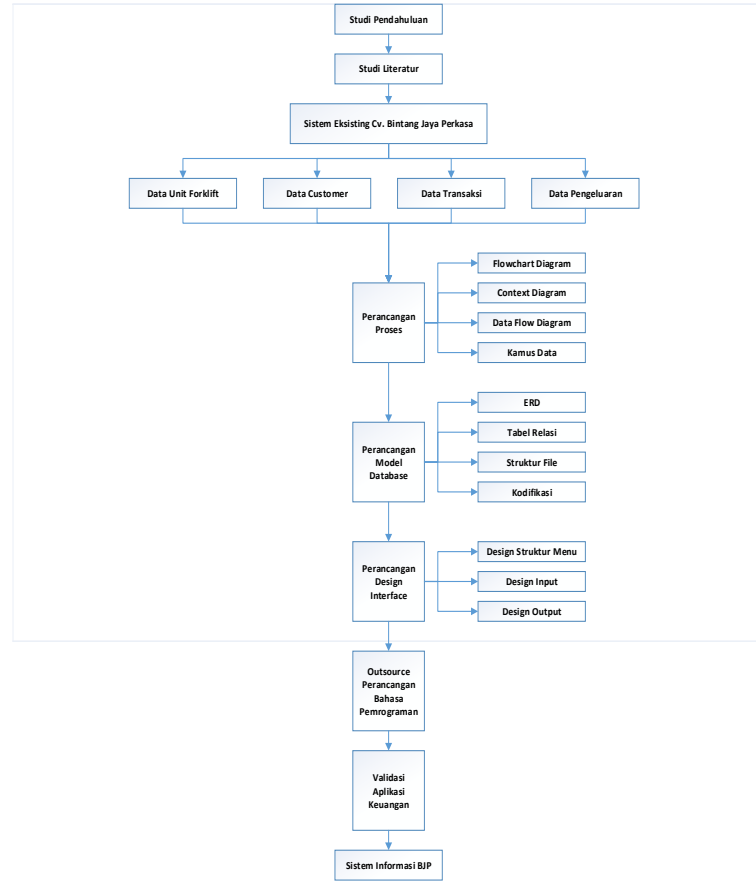 Studi Pendahuluan
Studi Literatur
Sistem Eksisting Cv. Bintang Jaya Perkasa
Data Unit Forklift
Data Customer
Data Transaksi
Data Pengeluaran
Perancangan
Proses
Flowchart Diagram
Context Diagram
Data Flow Diagram
Kamus Data
Perancangan
Model
Database
ERD
Tabel Relasi
Struktur File
Kodifikasi
Perancangan
Design
Interface
Design Struktur Menu
Design Input
Design Output
Outsource
Perancangan
Bahasa
Pemrograman
Validasi
Aplikasi
Keuangan
Sistem Informasi BJP